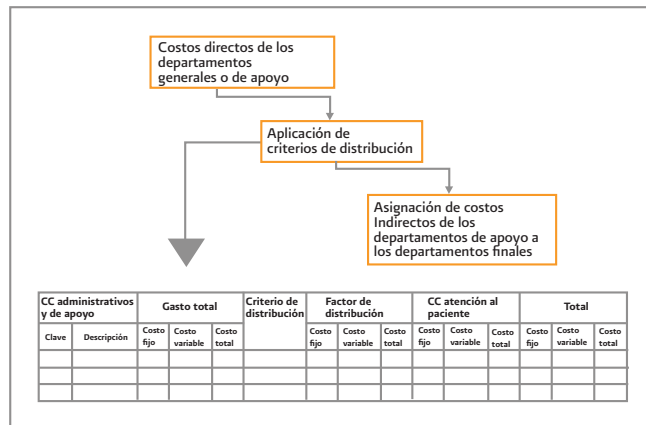 Costos directos de los
departamentos
generales o de apoyo
Aplicación de
criterios de distribución
Asignación de costos
Indirectos de los
departamentos de apoyo a
los departamentos finales
CC administrativos
y de apoyo
Gasto total
Criterio de
distribución
Factor de
distribución
CC atención al
paciente
Total
Clave
Descripción
Costo
fijo
Costo
variable
Costo
total
Costo
fijo
Costo
variable
Costo
total
Costo
fijo
Costo
variable
Costo
total
Costo
fijo
Costo
variable
Costo
total